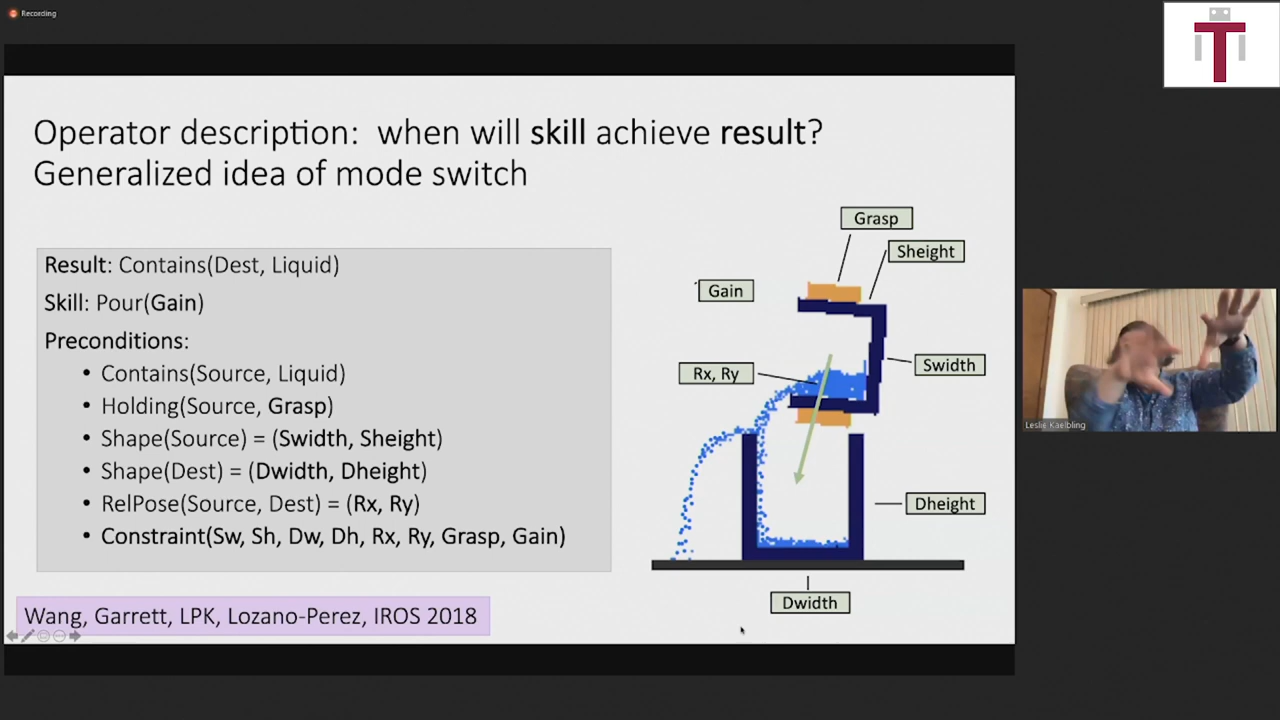 Recording
Operator description: when will skill achieve result?
Generalized idea of mode switch
Result: Contains(Dest, Liquid)
Skill: Pour(Gain)
Preconditions:
• Contains(Source, Liquid)
• Holding(Source, Grasp)
• Shape(Source) = (Swidth, Sheight)
• Shape(Dest) = (Dwidth, Dheight)
• RelPose(Source, Dest) = (Rx, Ry)
• Constraint(Sw, Sh, Dw, Dh, Rx, Ry, Grasp, Gain)
Grasp
Sheight
Gain
Rx, Ry
Swidth
Dheight
Dwidth
Wang, Garrett, LPK, Lozano-Perez, IROS 2018
Leslie Kaelbling
T